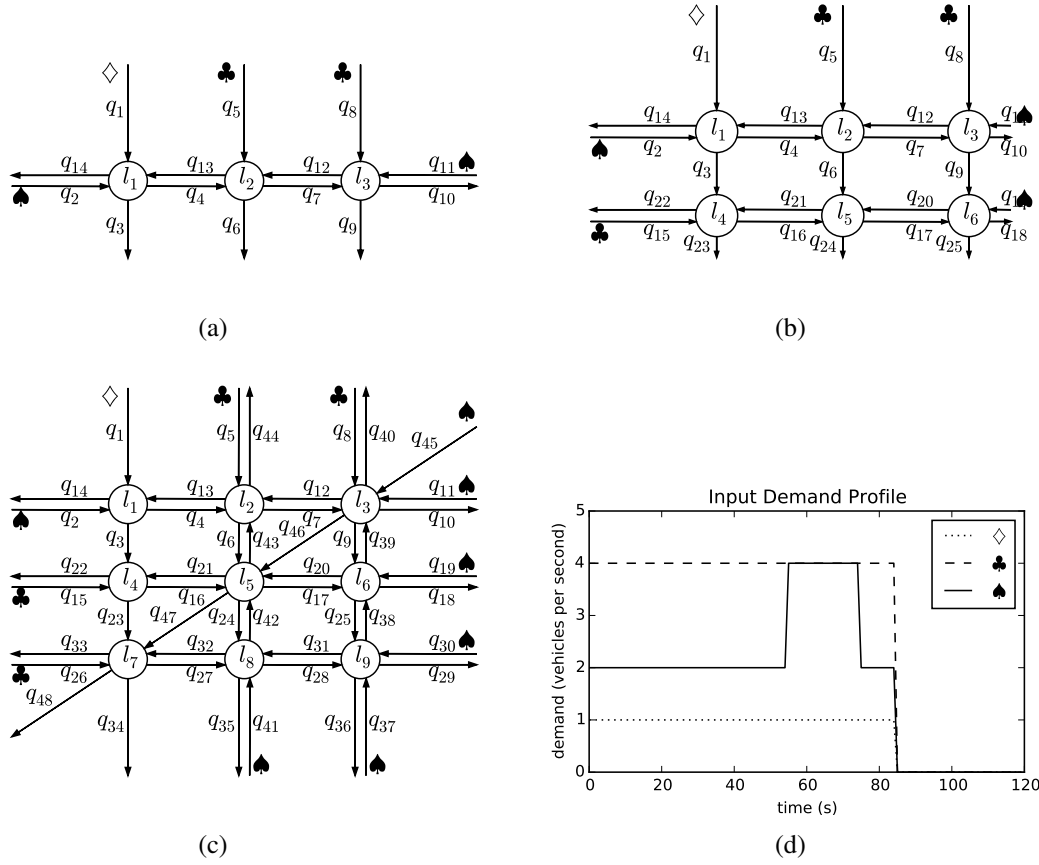 ♢ ♣ ♣
q1 q5 q8
q14 q13 q12 q11 ♠
l1 l2 l3
♠ q2 q4 q7 q10
q3 q6 q9
(a)
♢ ♣ ♣
q1 q5 q8
q14 q13 q12 ♠
l1 l2 l3
♠ q2 q4 q7 q10
q3 q6 q9
q22 q21 q20 ♠
l4 l5 l6
♣ q15 q16 q17 q18
q23 q24 q25
(b)
♢ ♣ ♣ ♠
q1 q5 q44 q8 q40 q45
q14 q13 q12 q11 ♠
l1 l2 l3
♠ q2 q4 q7 q10
q3 q6 q43 q46 q9 q39
q22 q21 q20 q19 ♠
l4 l5 l6
♣ q15 q16 q17 q18
q23 q47 q24 q42 q25 q38
q33 q32 q31 q30 ♠
l7 l8 l9
♣ q26 q27 q28 q29
q48
q34 q35 q41 q36 q37
♠ ♠
(c)
Input Demand Profile
demand (vehicles per second)
5
4
3
2
1
0
♢
♣
♠
0 20 40 60 80 100 120
time (s)
(d)